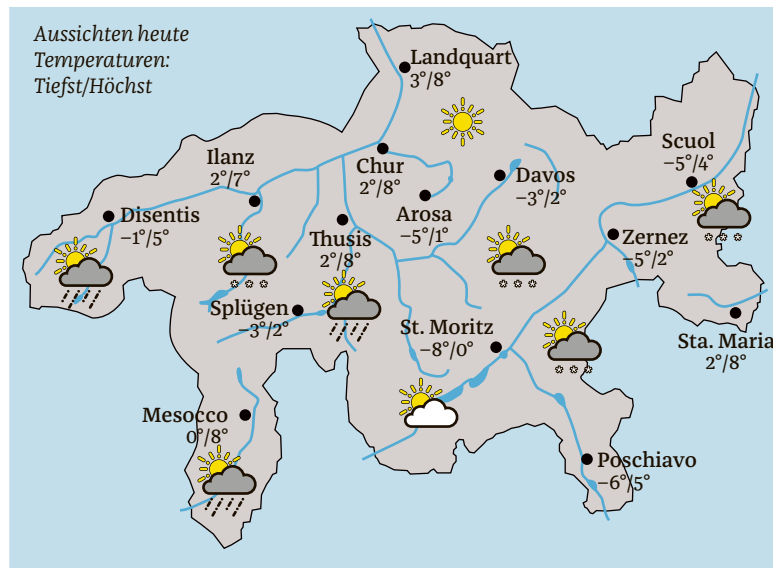 Aussichten heute
Temperaturen:
Tiefst/Höchst
Landquart
3°/8°
Scuol
−5°/4°
Ilanz
2°/7°
Chur
2°/8°
Davos
−3°/2°
Disentis
−1°/5°
Arosa
−5°/1°
Thusis
2°/8°
Zernez
−5°/2°
Splügen
−3°/2°
St. Moritz
−8°/0°
Sta. Maria
2°/8°
Mesocco
0°/8°
Poschiavo
−6°/5°